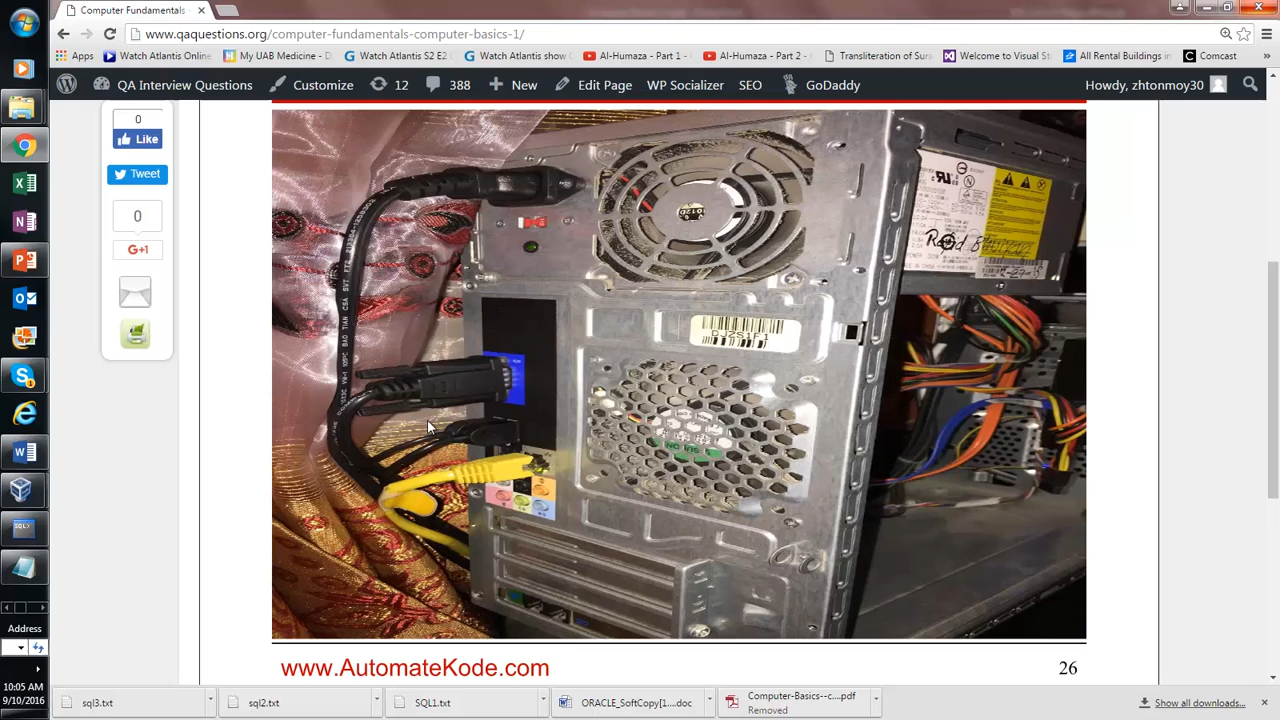 Computer Fundamentals -
www.qaquestions.org/computer-fundamentals-computer-basics-1/
Apps
Watch Atlantis Online
My UAB Medicine - D
Watch Atlantis S2 E2
Watch Atlantis show
Al-Humaza - Part 1 -
Al-Humaza - Part 2 -
Transliteration of Sura
Welcome to Visual St
All Rental Buildings in
Comcast
QA Interview Questions
Customize
12
388
New
Edit Page
WP Socializer
SEO
GoDaddy
Howdy, zhtonmoy30
0
Like
Tweet
0
G+1
D79S1F1
www.AutomateKode.com
26
Address
10:05 AM
9/10/2016
sql3.txt
sql2.txt
SQL1.txt
ORACLE_SoftCopy[1....doc
Computer-Basics--c....pdf
Removed
Show all downloads...